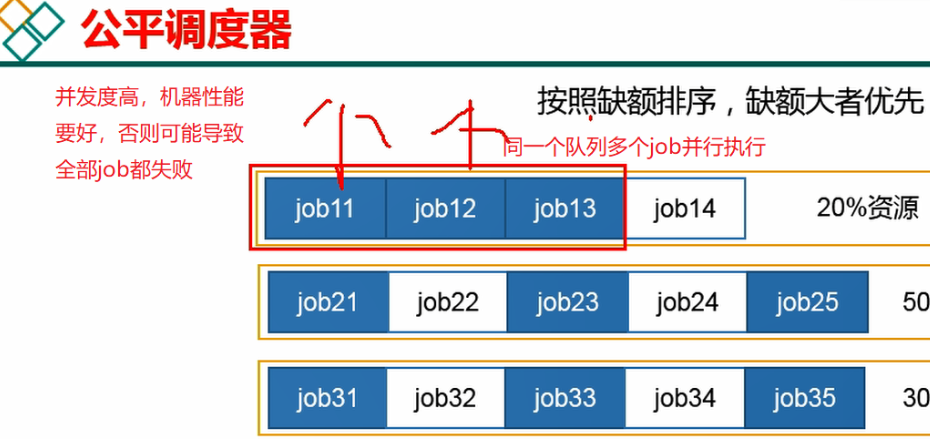 公平调度器
并发度高，机器性能
要好，否则可能导致
全部job都失败
按照缺额排序，缺额大者优先
同一个队列多个job并行执行
job11 job12 job13 job14 20%资源
job21 job22 job23 job24 job25 50
job31 job32 job33 job34 job35 30